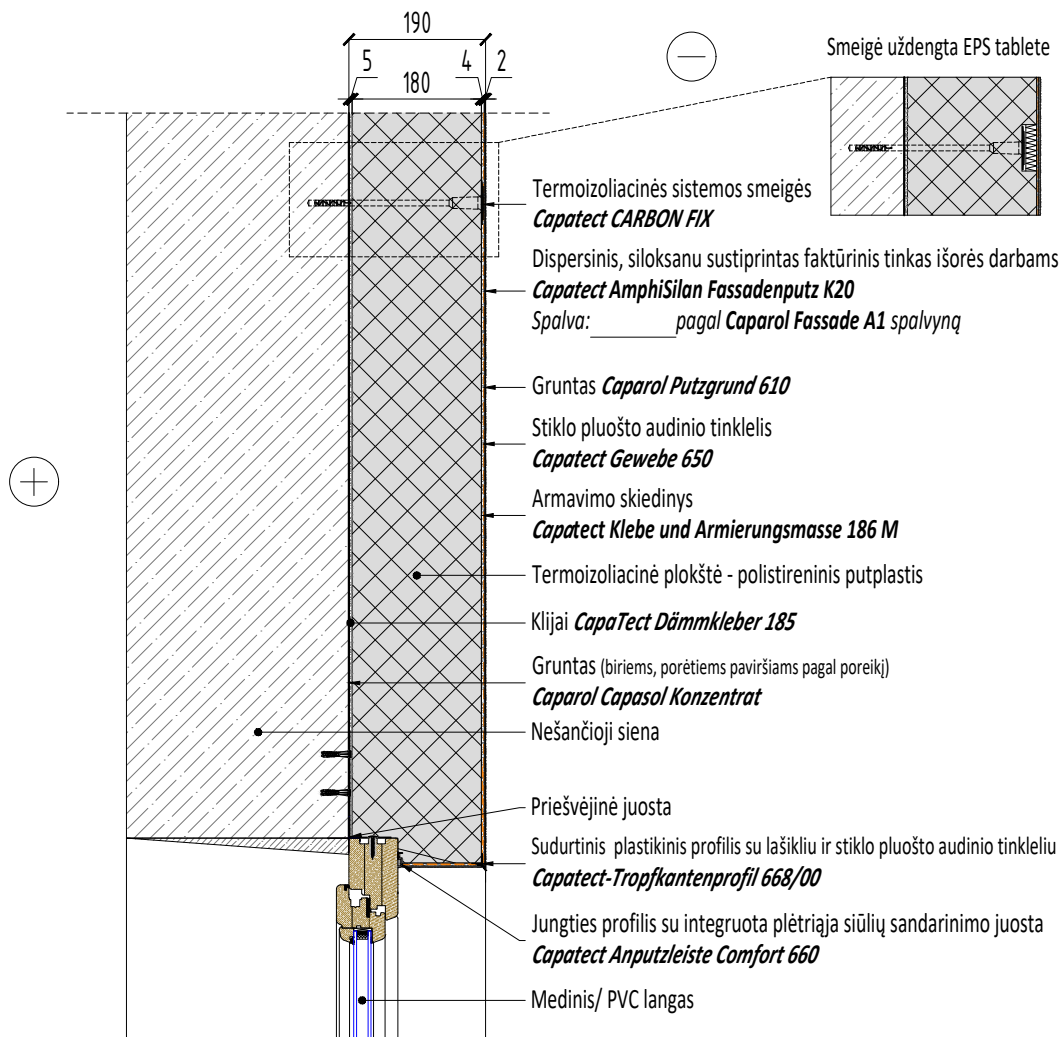 190
5
4
2
180
Smeigė uždengta EPS tablete
Termoizoliacinės sistemos smeigės
Capatect CARBON FIX
Dispersinis, siloksanu sustiprintas faktūrinis tinkas išorės darbams
Capatect AmphiSilan Fassadenputz K20
Spalva:________ pagal Caparol Fassade A1 spalvyną
Gruntas Caparol Putzgrund 610
Stiklo pluošto audinio tinklelis
Capatect Gewebe 650
Armavimo skiedinys
Capatect Klebe und Armierungsmasse 186 M
Termoizoliacinė plokštė - polistireninis putplastis
Klijai CapaTect Dämmkleber 185
Gruntas (biriems, porėtiems paviršiams pagal poreikį)
Caparol Capasol Konzentrat
Nešančioji siena
Priešvėjinė juosta
Sudurtinis plastikinis profilis su lašikliu ir stiklo pluošto audinio tinkleliu
Capatect-Tropfkantenprofil 668/00
Jungties profilis su integruota plėtriąja siūlių sandarinimo juosta
Capatect Anputzleiste Comfort 660
Medinis/ PVC langas